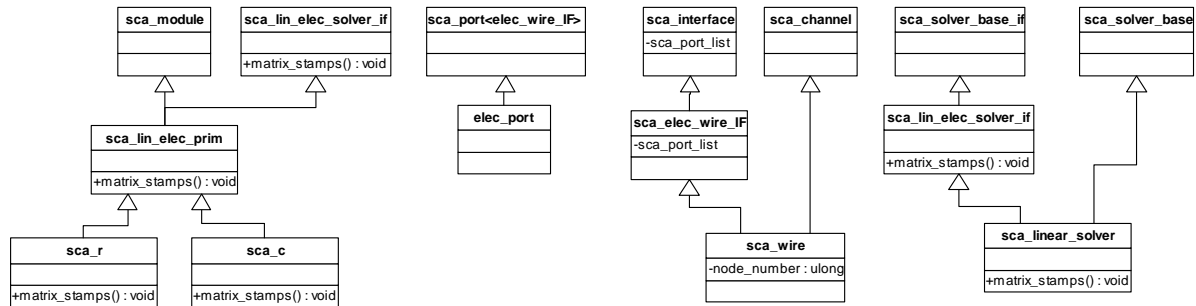 sca_module
sca_lin_elec_solver_if
+matrix_stamps() : void
sca_lin_elec_prim
+matrix_stamps() : void
sca_r
+matrix_stamps() : void
sca_c
+matrix_stamps() : void
sca_port<elec_wire_IF>
elec_port
sca_interface
-sca_port_list
sca_channel
sca_elec_wire_IF
-sca_port_list
sca_wire
-node_number : ulong
sca_solver_base_if
sca_solver_base
sca_lin_elec_solver_if
+matrix_stamps() : void
sca_linear_solver
+matrix_stamps() : void